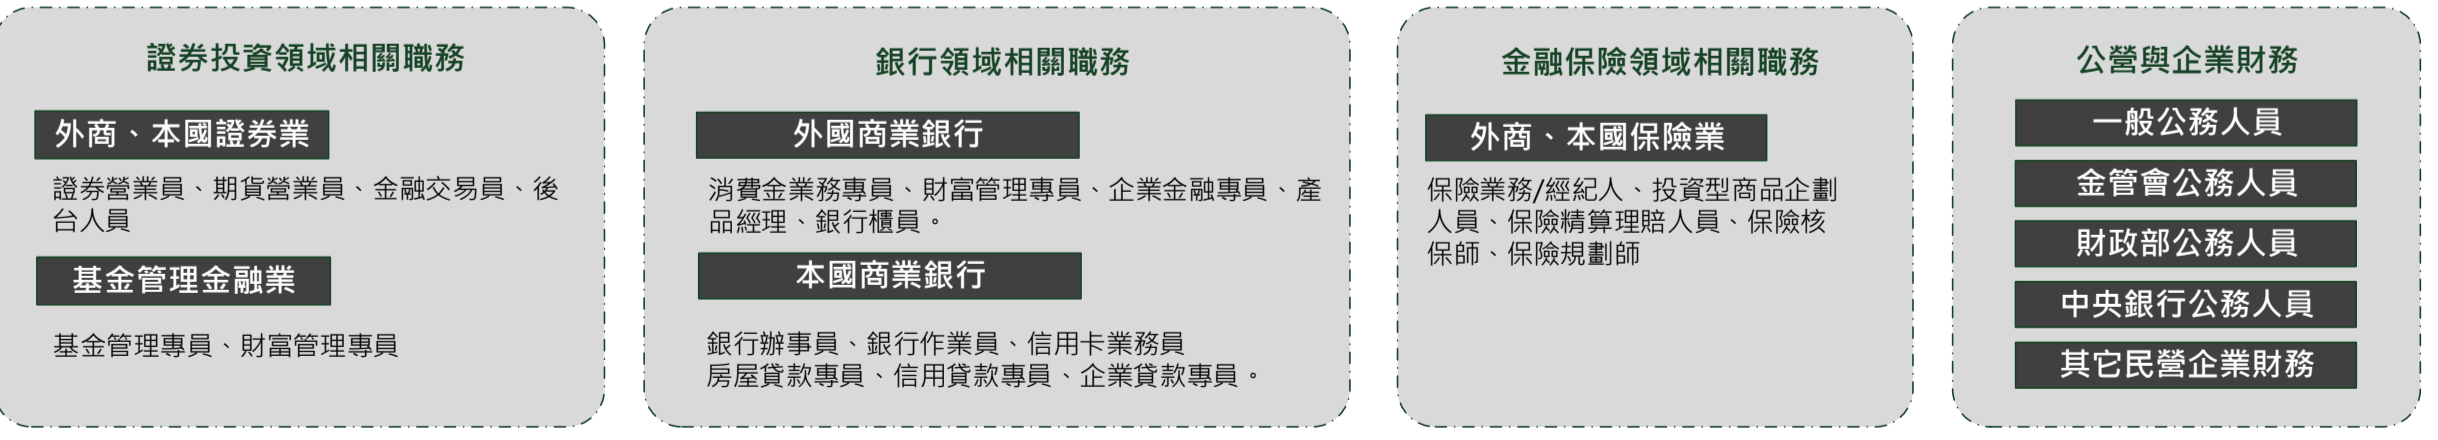 證券投資領域相關職務
外商、本國證券業
證券營業員、期貨營業員、金融交易員、後
台人員
基金管理金融業
基金管理專員、財富管理專員
銀行領域相關職務
外國商業銀行
消費金業務專員、財富管理專員、企業金融專員、產
品經理、銀行櫃員。
本國商業銀行
銀行辦事員、銀行作業員、信用卡業務員
房屋貸款專員、信用貸款專員、企業貸款專員。
金融保險領域相關職務
外商、本國保險業
保險業務/經紀人、投資型商品企劃
人員、保險精算理賠人員、保險核
保師、保險規劃師
公營與企業財務
一般公務人員
金管會公務人員
財政部公務人員
中央銀行公務人員
其它民營企業財務